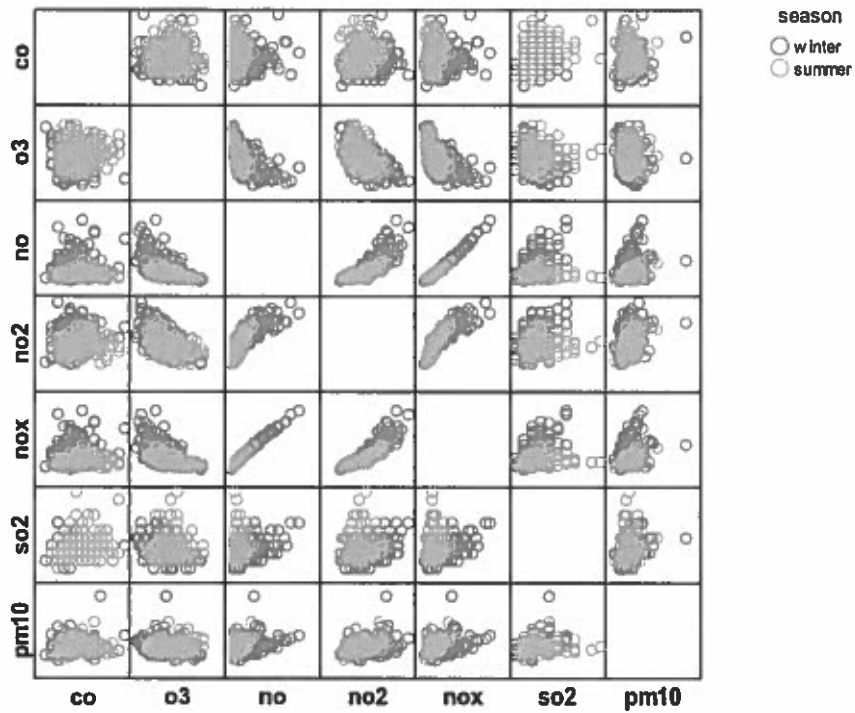 season
winter
summer
co
o3
no
no2
nox
so2
pm10
co
o3
no
no2
nox
so2
pm10